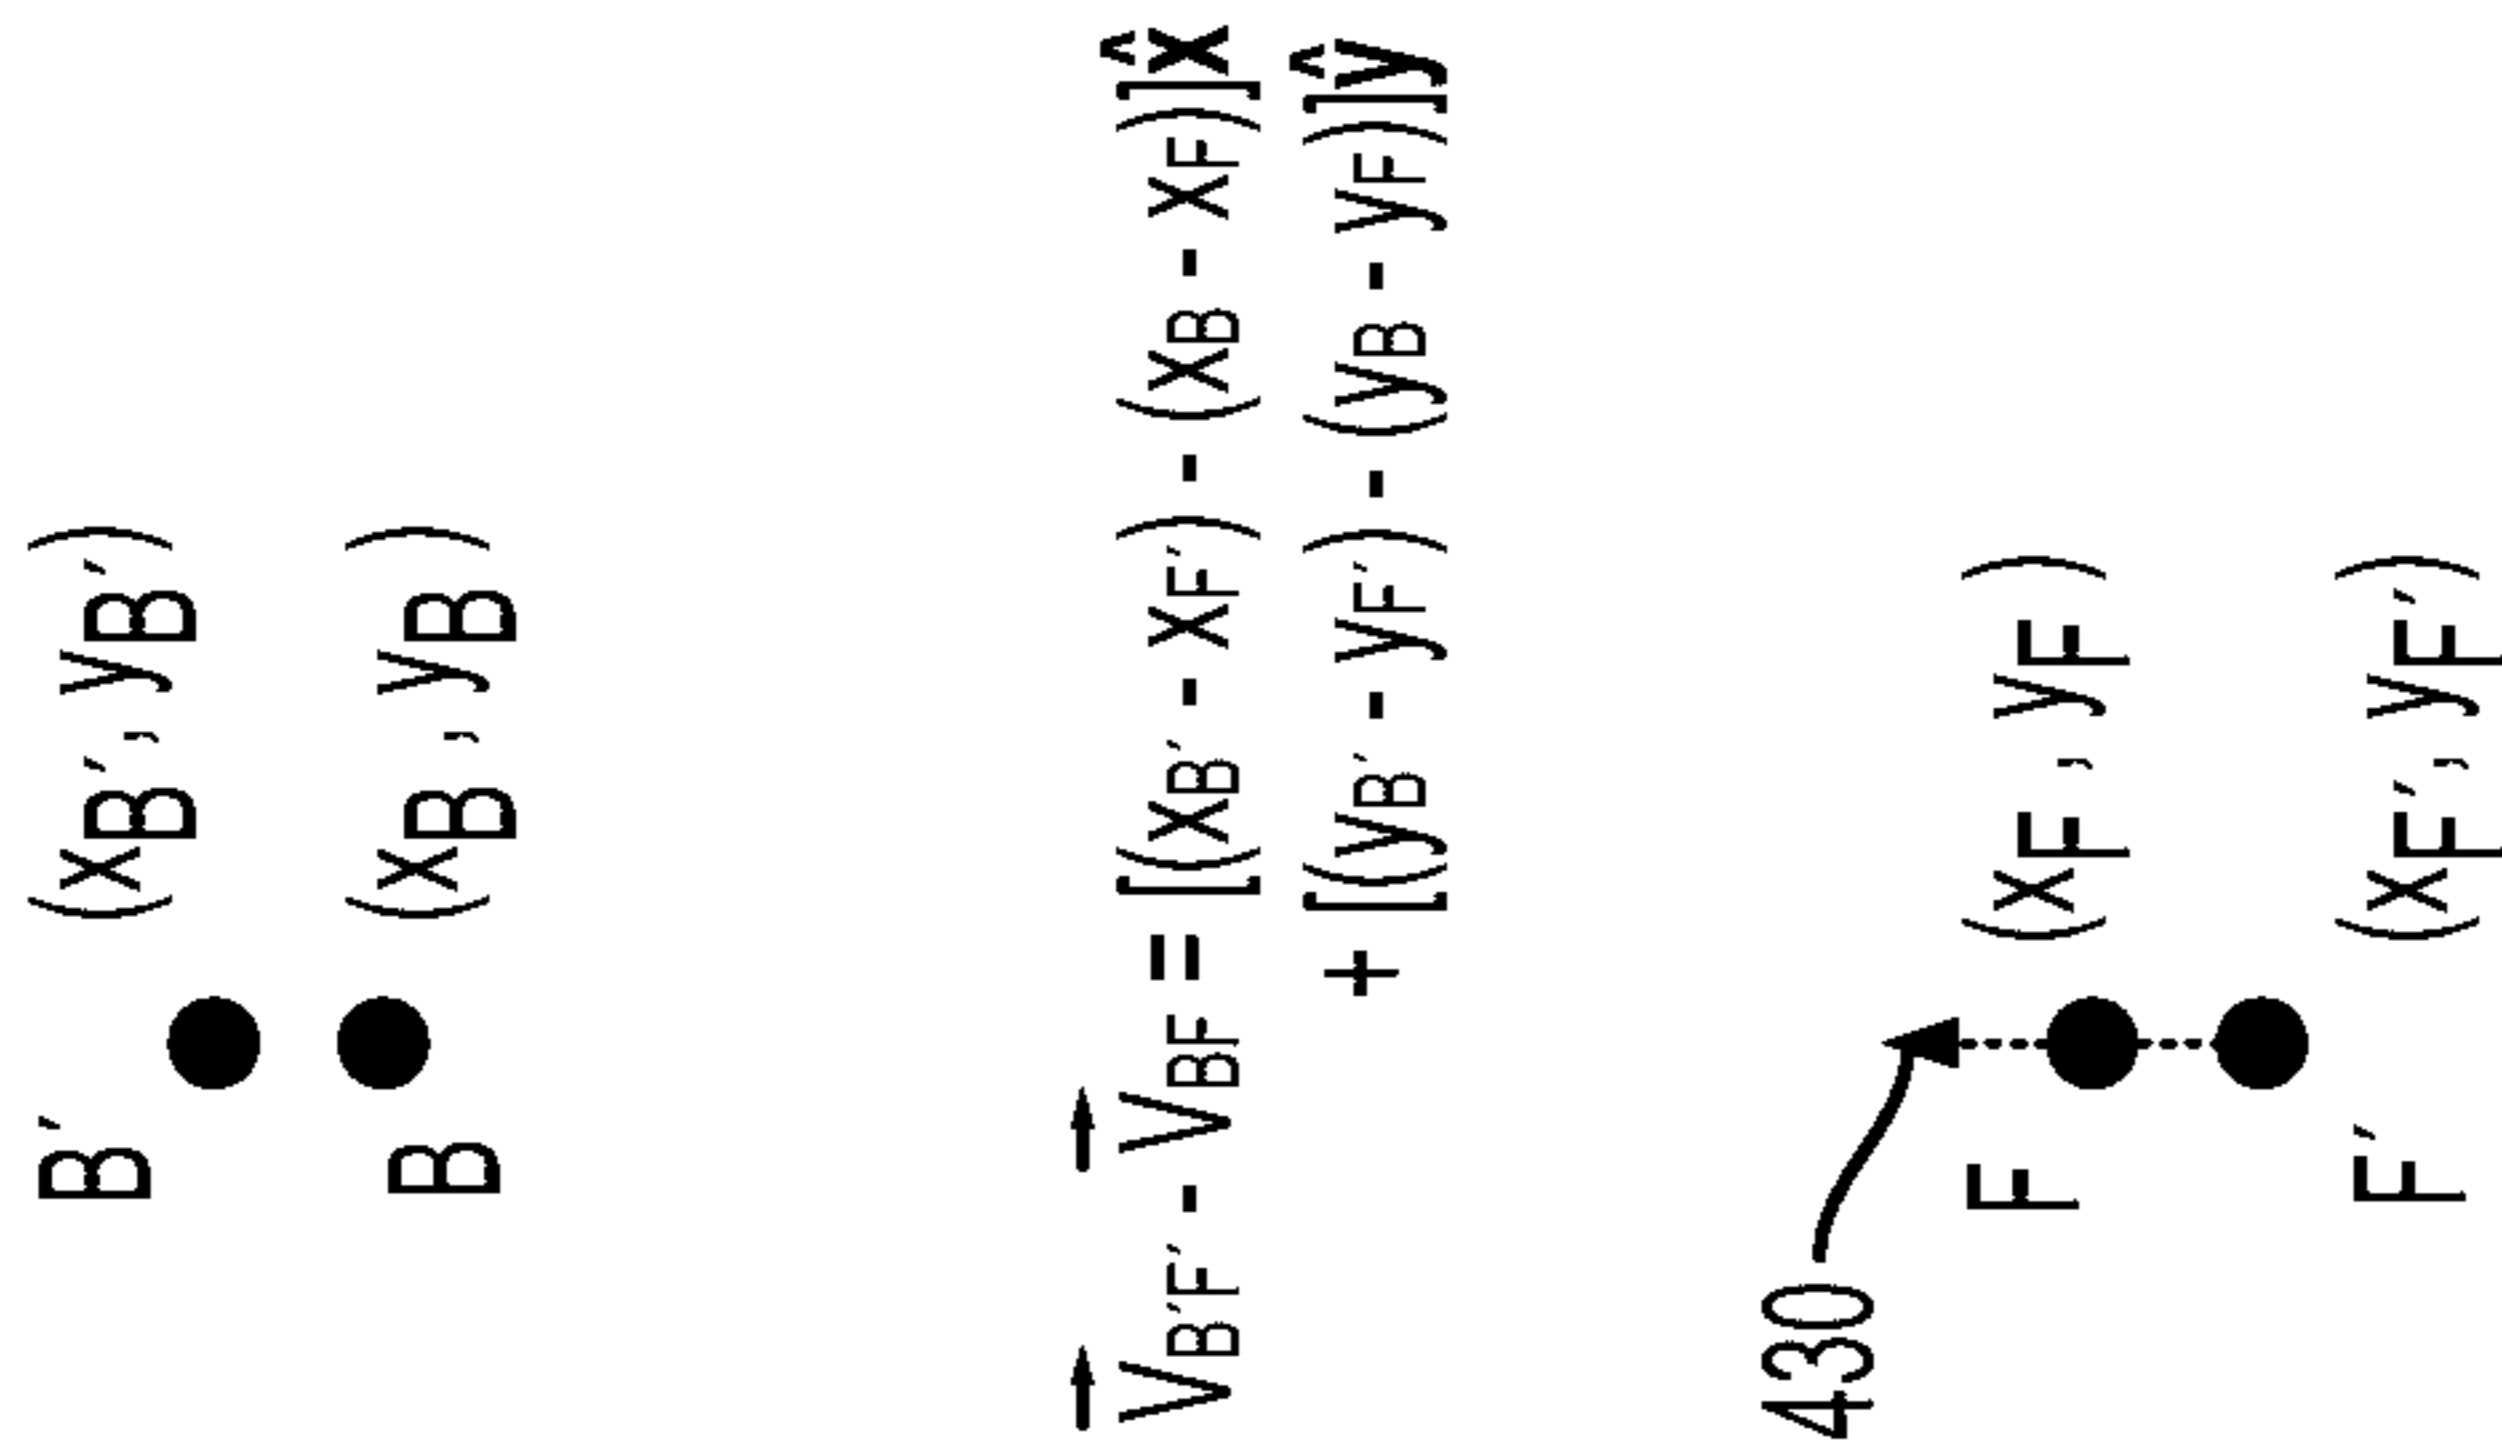 B′ (xB′, yB′)
B (xB, yB)
V⃗B′F′ - V⃗BF = [(xB′ - xF′) - (xB - xF)]x̂
+ [(yB′ - yF′) - (yB - yF)]ŷ
430
F (xF, yF)
F′ (xF′, yF′)